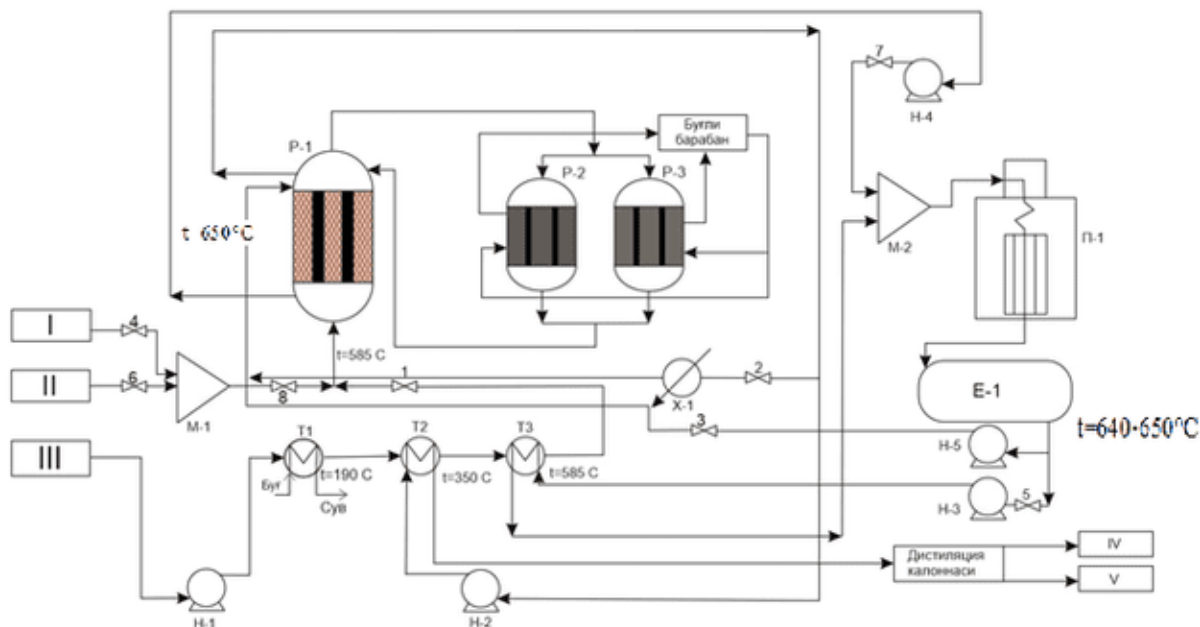 7
Н-4
Буғли
барабан
Р-1
Р-2
Р-3
М-2
П-1
t=650°C
I
4
t=585 C
II
6
1
2
8
М-1
Х-1
Е-1
3
t=640-650°C
III
Т1
Т2
Т3
Н-5
t=190 C
t=350 C
t=585 C
Буғ
Сув
Н-3
5
Дистиляция
калоннаси
IV
V
Н-1
Н-2